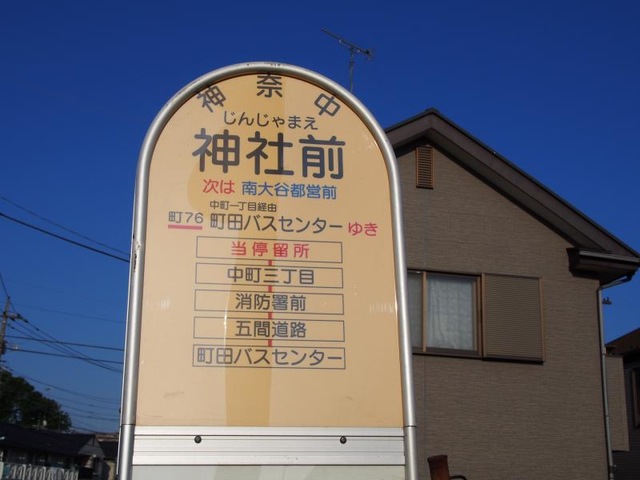 神奈中
じんじゃまえ
神社前
次は 南大谷都営前
中町一丁目経由
町76 町田バスセンター ゆき
当停留所
中町三丁目
消防署前
五間道路
町田バスセンター